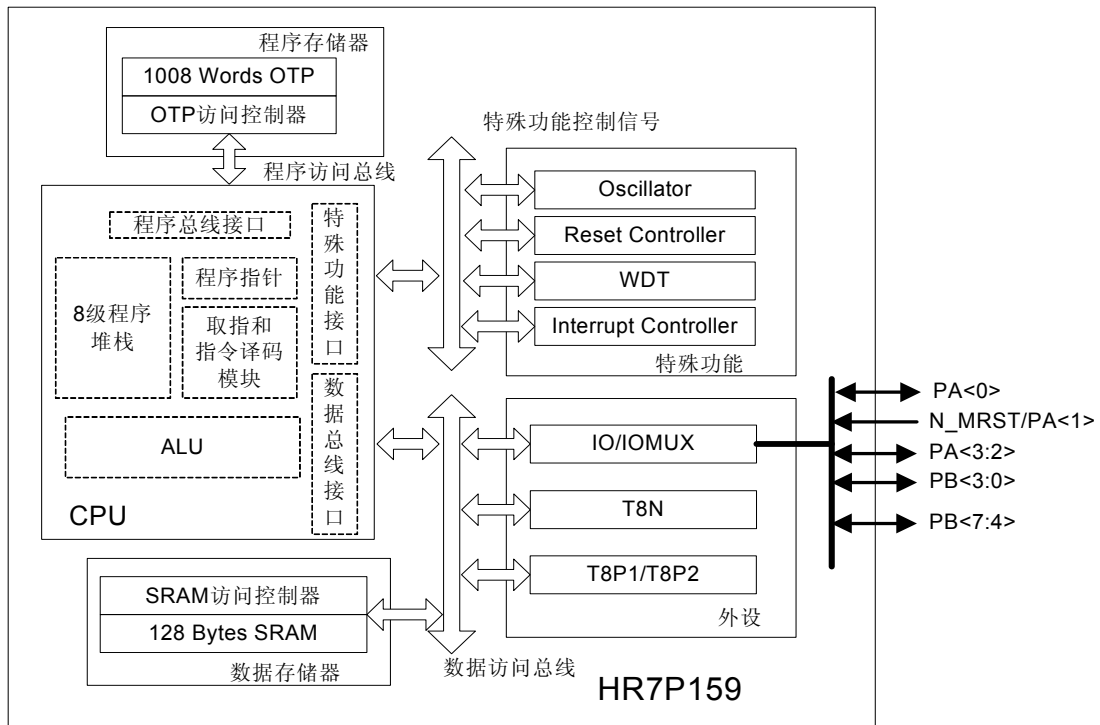 程序存储器
1008 Words OTP
OTP访问控制器
程序访问总线
程序总线接口
8级程序
堆栈
程序指针
取指和
指令译码
模块
ALU
特
殊
功
能
接
口
数
据
总
线
接
口
CPU
SRAM访问控制器
128 Bytes SRAM
数据存储器
特殊功能控制信号
Oscillator
Reset Controller
WDT
Interrupt Controller
特殊功能
IO/IOMUX
T8N
T8P1/T8P2
外设
数据访问总线
HR7P159
PA<0>
N_MRST/PA<1>
PA<3:2>
PB<3:0>
PB<7:4>